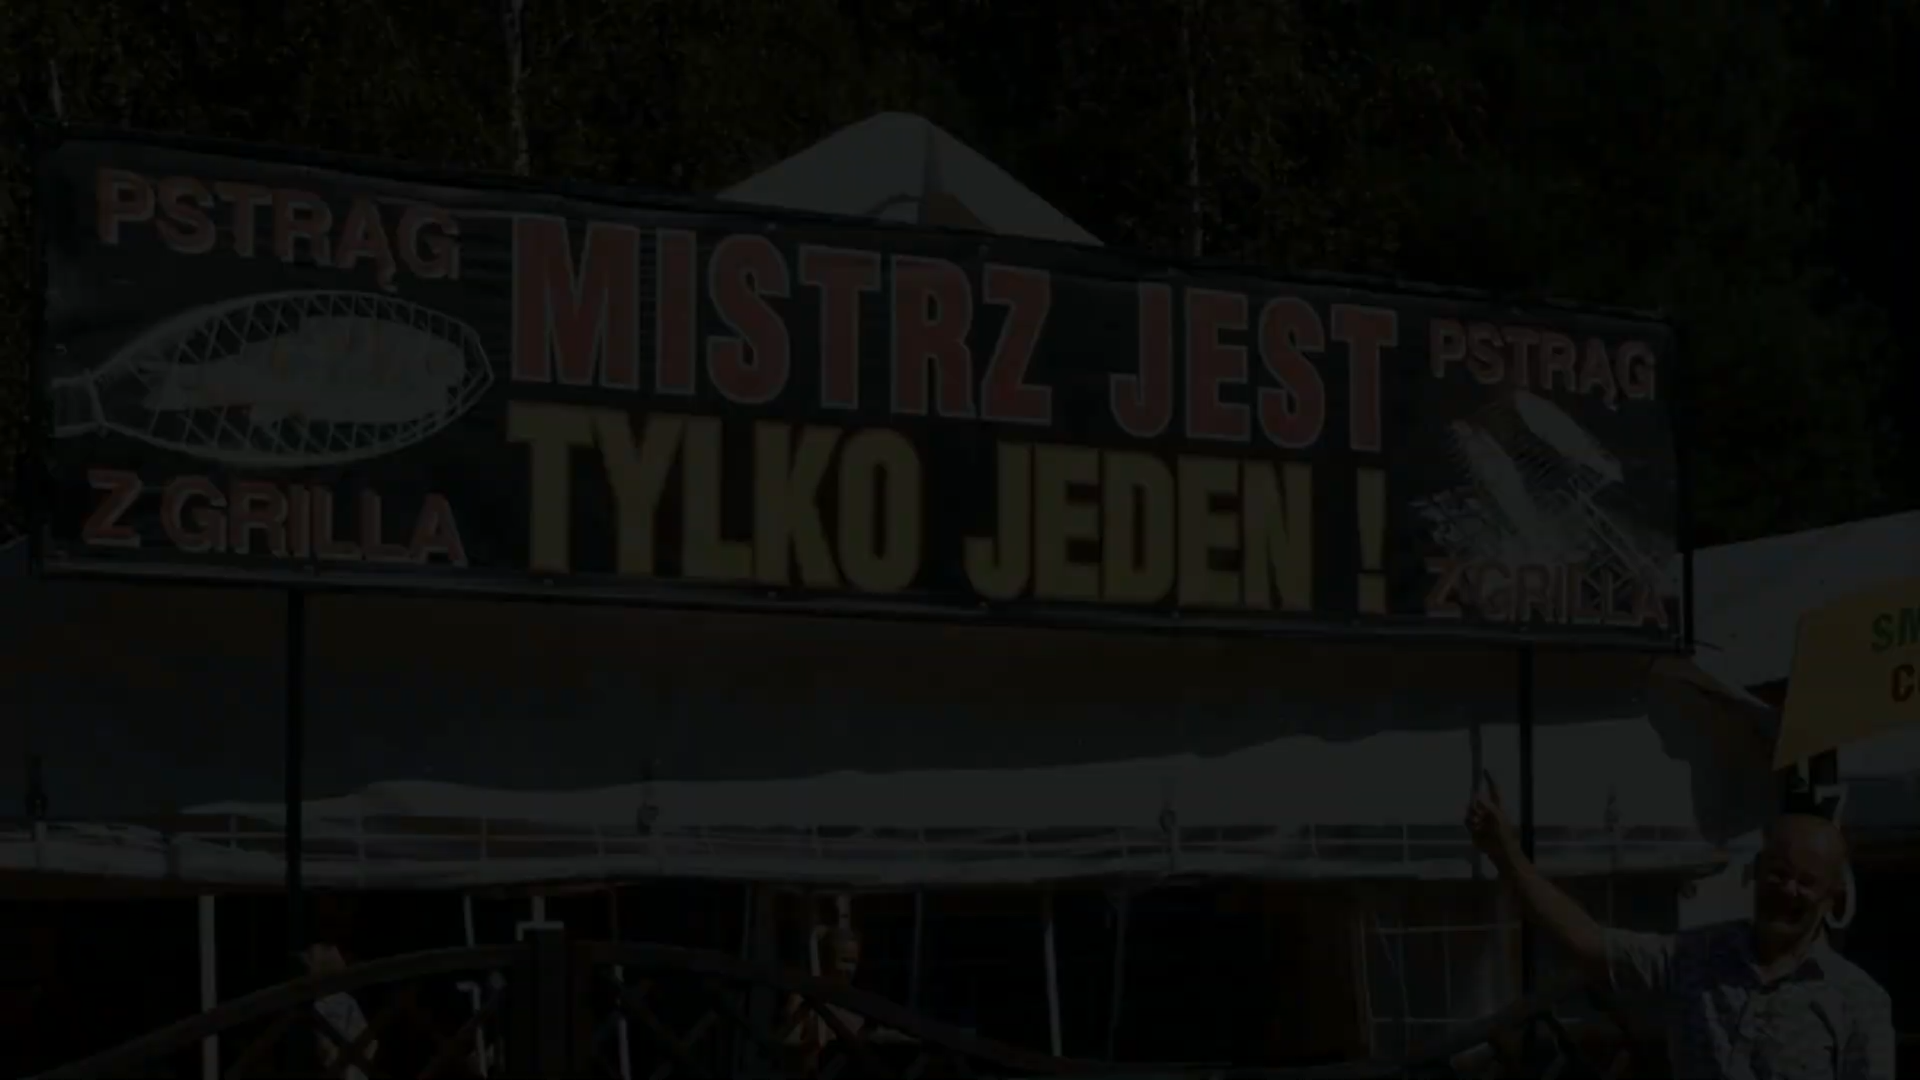 PSTRĄG
Z GRILLA
MISTRZ JEST
TYLKO JEDEN !
PSTRĄG
Z GRILLA